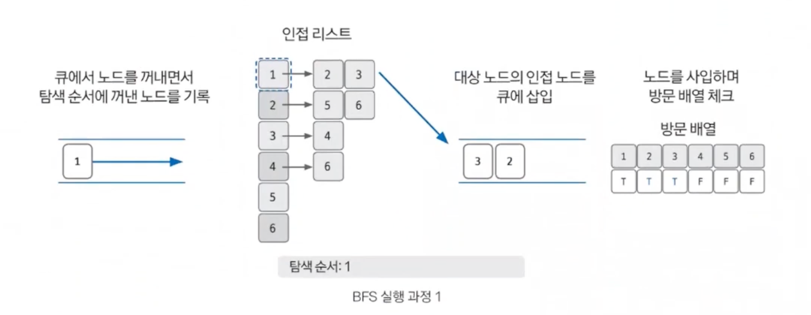 인접 리스트
큐에서 노드를 꺼내면서
탐색 순서에 꺼낸 노드를 기록
1
1 2 3
2 5 6
3 4
4 6
5
6
대상 노드의 인접 노드를
큐에 삽입
3 2
노드를 사입하며
방문 배열 체크
방문 배열
1 2 3 4 5 6
T T T F F F
탐색 순서: 1
BFS 실행 과정 1